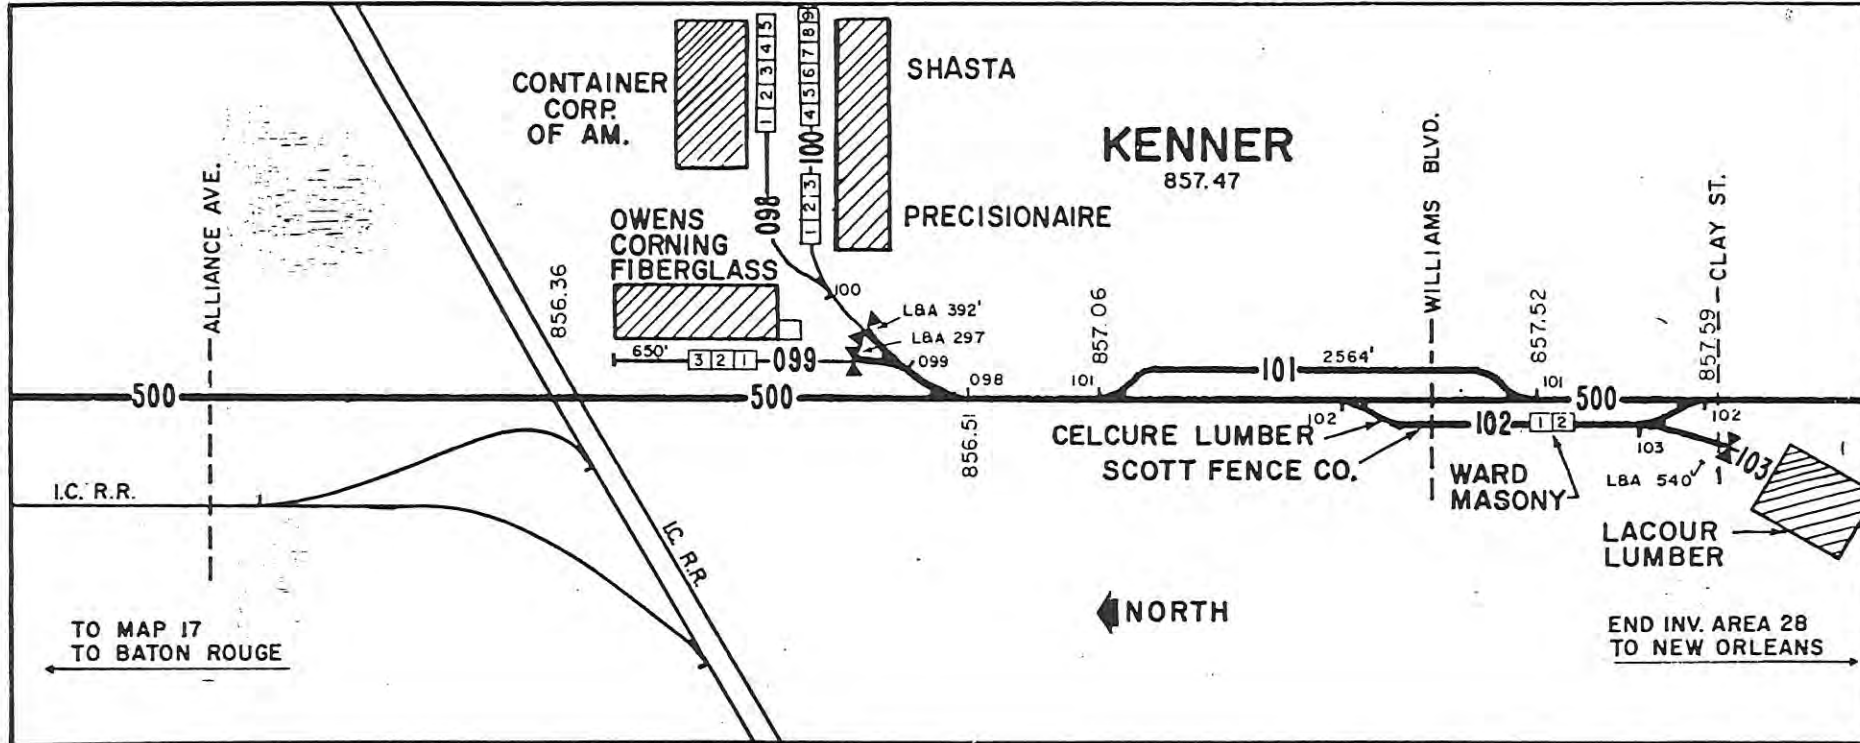 CONTAINER
CORP.
OF AM.
1 2 3 4 5
098
4 5 6 7 8 9
100
1 2 3
SHASTA
PRECISIONAIRE
KENNER
857.47
WILLIAMS BLVD.
CLAY ST.
857.59
ALLIANCE AVE.
856.36
OWENS
CORNING
FIBERGLASS
100
L&A 392'
L&A 297
650'
3 2 1
099
099
098
857.06
857.52
101
101
2564'
101
500
500
500
856.51
102
102
1 2
102
103
103
CELCURE LUMBER
SCOTT FENCE CO.
WARD
MASONY
L&A 540'
LACOUR
LUMBER
I.C. R.R.
I.C. R.R.
NORTH
TO MAP 17
TO BATON ROUGE
END INV. AREA 28
TO NEW ORLEANS